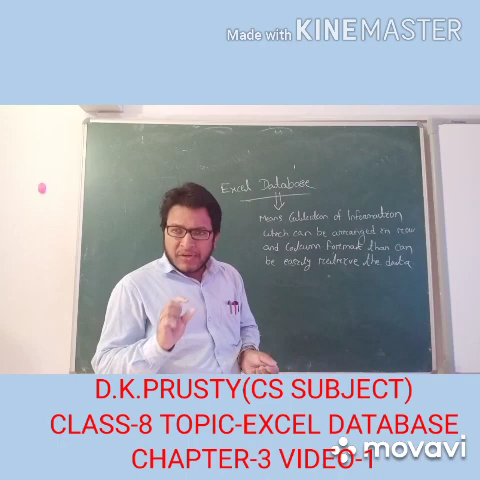 Made with KINEMASTER
Excel Database
Means Collection of Information
which can be arranged in row
and Column format than can
be easily retrieve the data
D.K.PRUSTY(CS SUBJECT)
CLASS-8 TOPIC-EXCEL DATABASE
CHAPTER-3 VIDEO-1
movavi